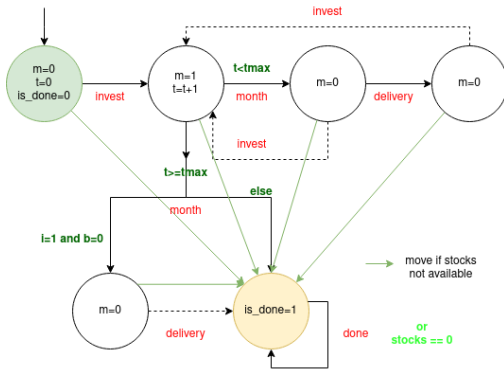 invest
m=0
t=0
is_done=0
invest
m=1
t=t+1
t<tmax
month
m=0
delivery
m=0
invest
t>=tmax
else
month
i=1 and b=0
move if stocks
not available
m=0
delivery
is_done=1
done
or
stocks == 0